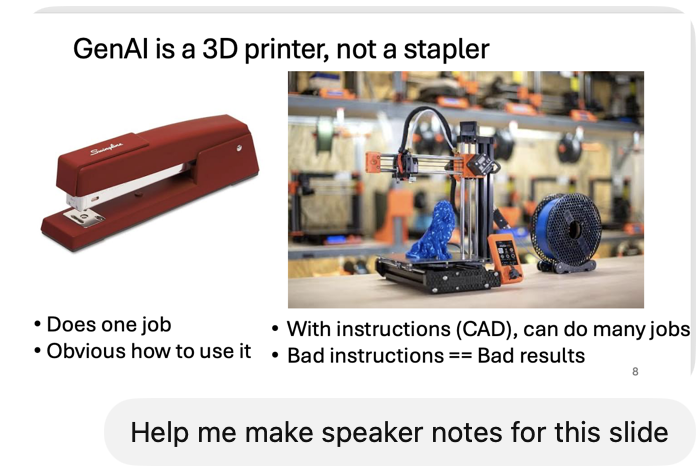 GenAI is a 3D printer, not a stapler
Swingline
• Does one job
• Obvious how to use it
• With instructions (CAD), can do many jobs
• Bad instructions == Bad results
8
Help me make speaker notes for this slide